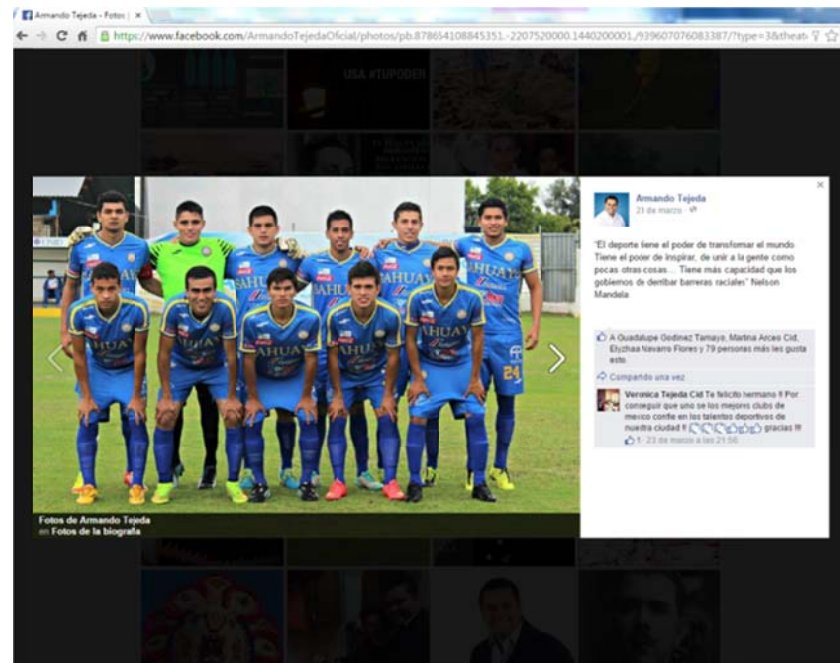 Armando Tejeda - Fotos |
https://www.facebook.com/ArmandoTejedaOficial/photos/pb.878654108845351.-2207520000.1440200001./939607076083387/?type=3&theat
USA #TUPODER
Armando Tejeda
21 de marzo
"El deporte tiene el poder de transformar el mundo
Tiene el poder de inspirar, de unir a la gente como
pocas otras cosas... Tiene más capacidad que los
gobiernos de derribar barreras raciales" Nelson
Mandela
A Guadalupe Godinez Tamayo, Marina Arceo Cid,
Elyzhaa Navarro Flores y 79 personas más les gusta
esto.
Compartido una vez
Veronica Tejeda Cid Te felicito hermano !! Por
conseguir que uno se los mejores clubs de
mexico confie en los talentos deportivos de
nuestra ciudad !! gracias !!!
1 · 23 de marzo a las 21:56
SAHUAY
AHUAY
SAHUAY
SAHUAY
24
Fotos de Armando Tejeda
en Fotos de la biografía